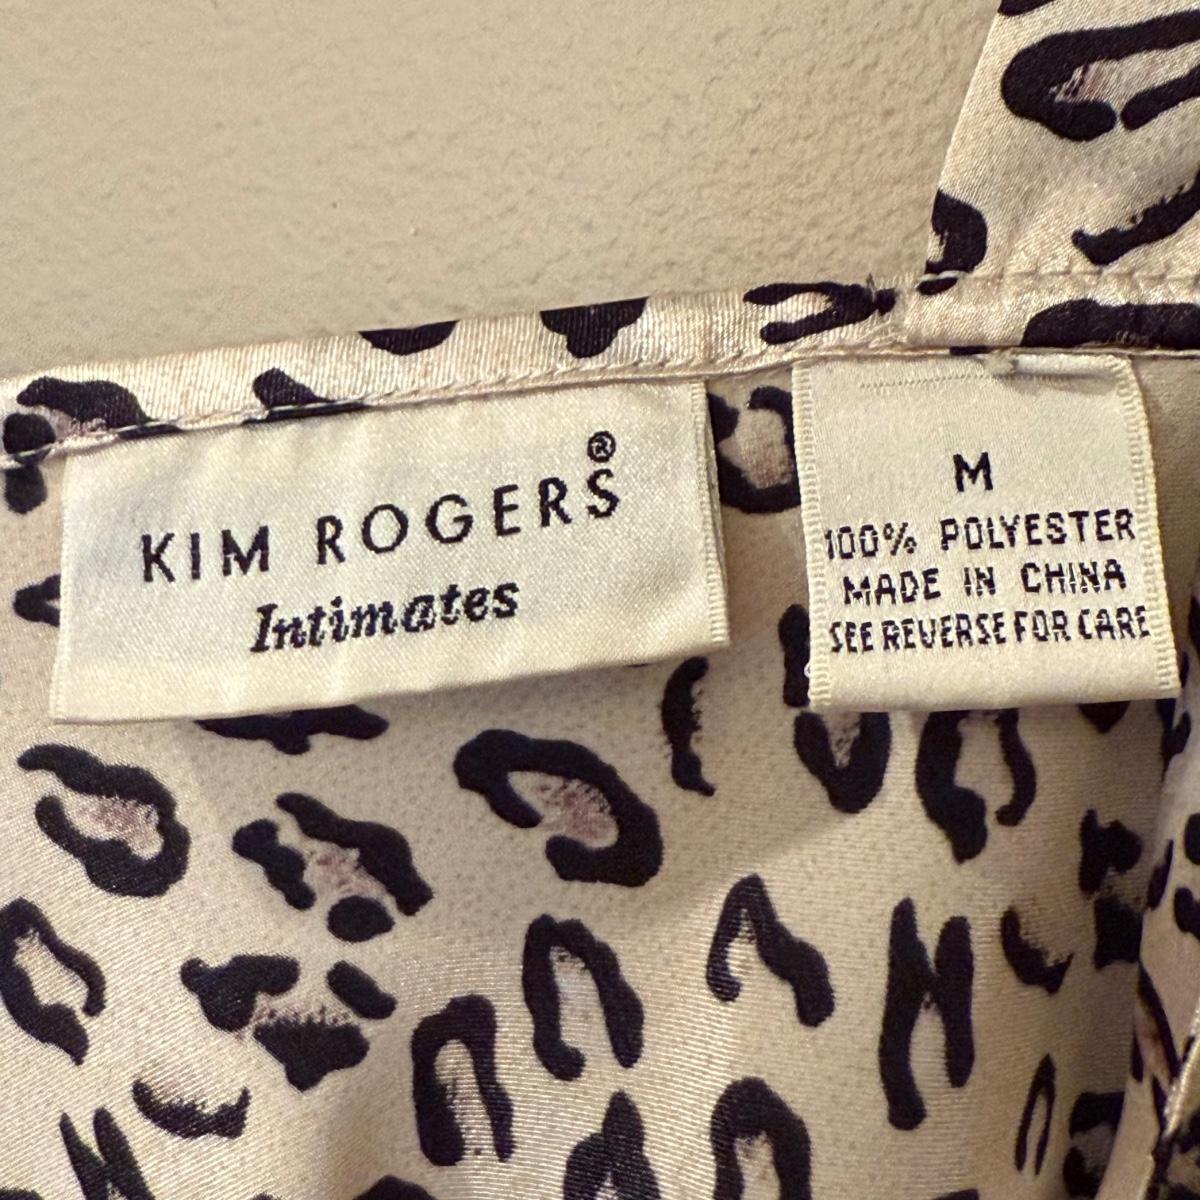 KIM ROGERS®
Intimates
M
100% POLYESTER
MADE IN CHINA
SEE REVERSE FOR CARE